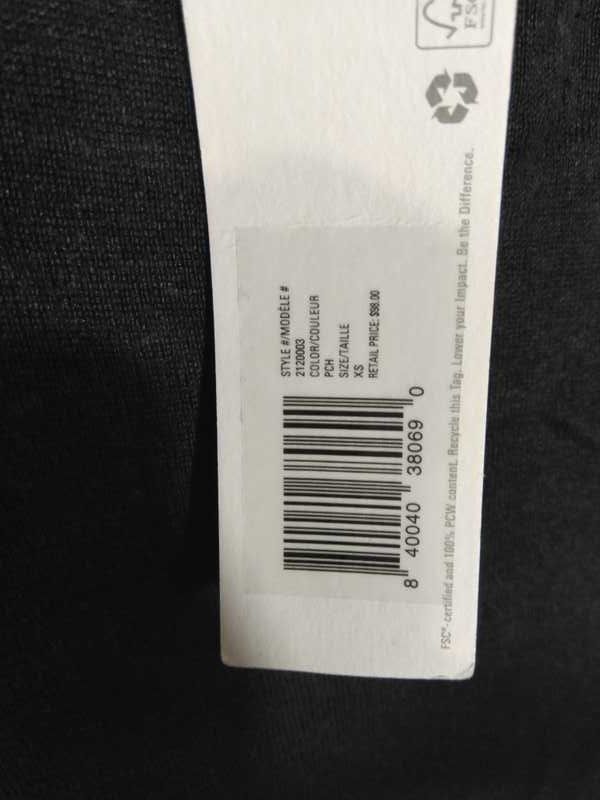 FSC
STYLE #/MODÈLE #
2120003
COLOR/COULEUR
PCH
SIZE/TAILLE
XS
RETAIL PRICE: $98.00
8 40040 38069 0
FSC®-certified and 100% PCW content. Recycle this Tag. Lower your Impact. Be the Difference.